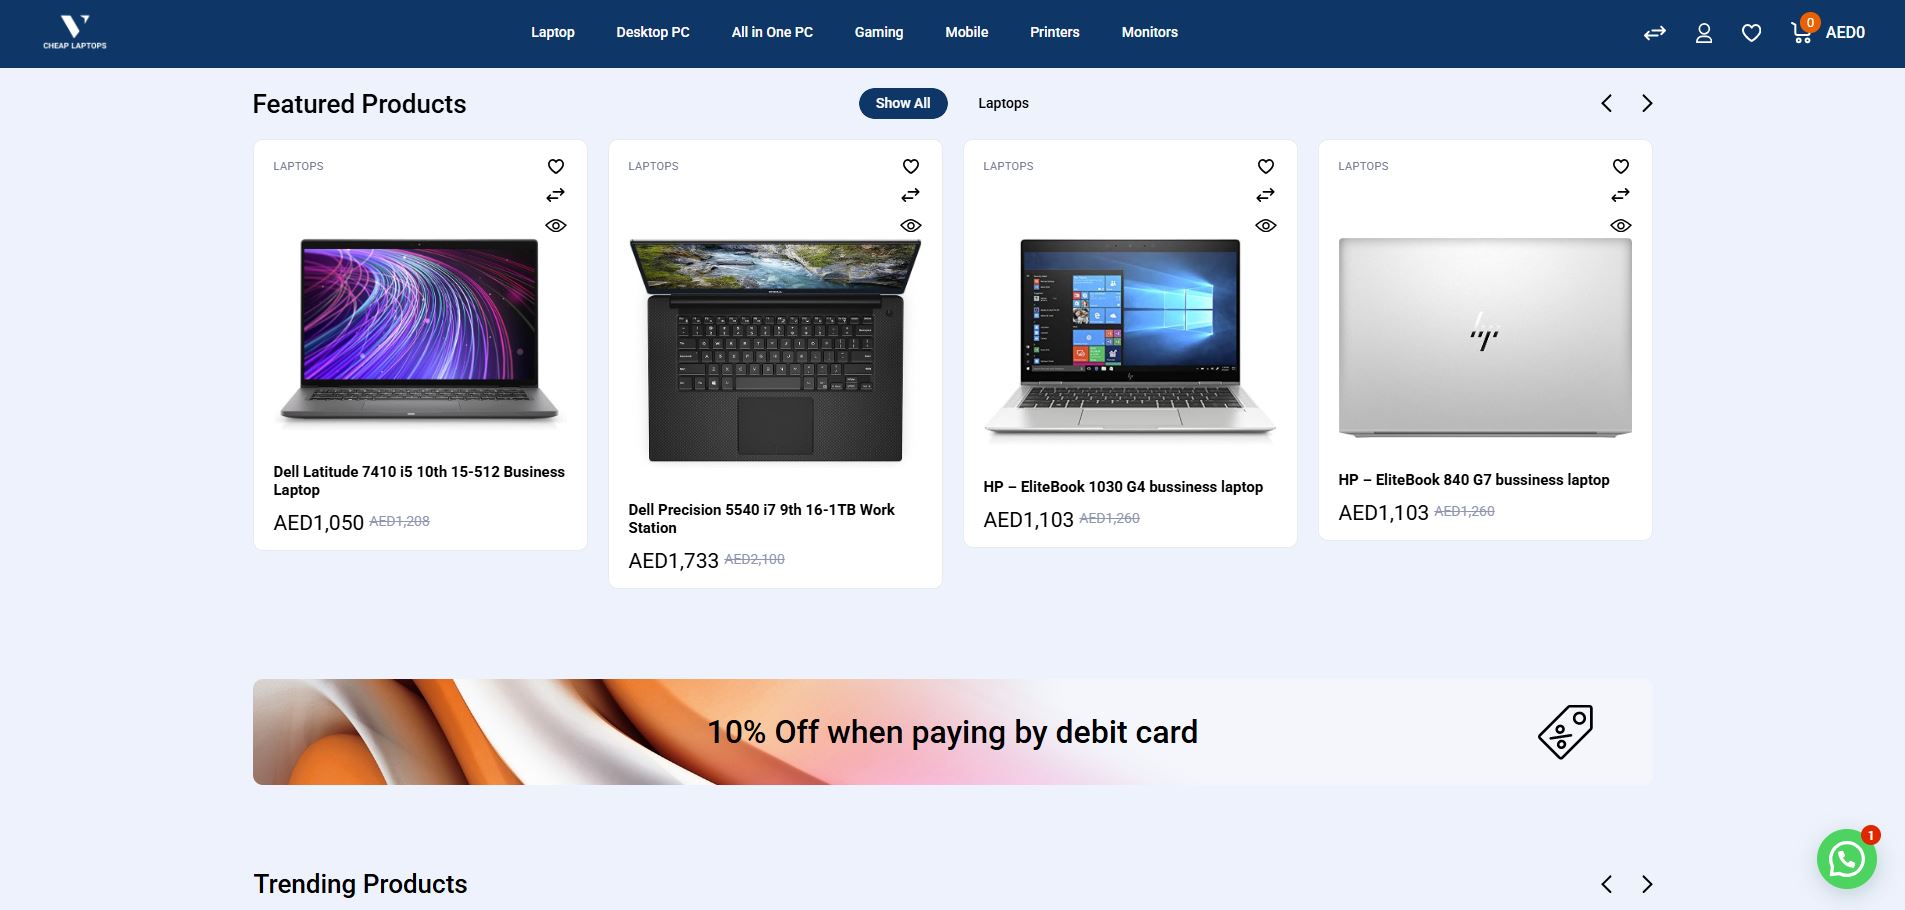 CHEAP LAPTOPS
Laptop
Desktop PC
All in One PC
Gaming
Mobile
Printers
Monitors
0
AED0
Featured Products
Show All
Laptops
LAPTOPS
LAPTOPS
LAPTOPS
LAPTOPS
Dell Latitude 7410 i5 10th 15-512 Business
Laptop
AED1,050 AED1,208
Dell Precision 5540 i7 9th 16-1TB Work
Station
AED1,733 AED2,100
HP – EliteBook 1030 G4 bussiness laptop
AED1,103 AED1,260
HP – EliteBook 840 G7 bussiness laptop
AED1,103 AED1,260
10% Off when paying by debit card
1
Trending Products